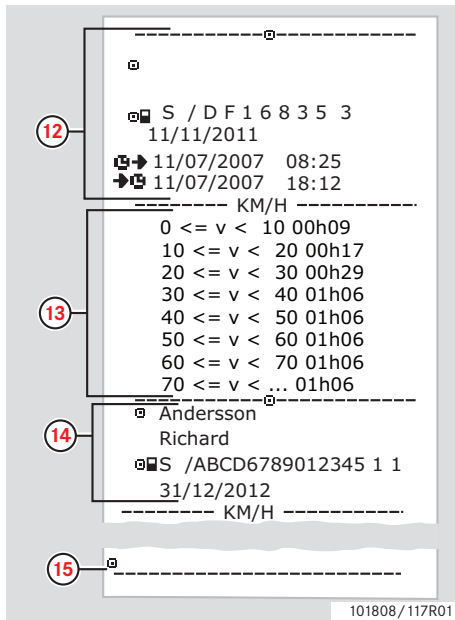 12
S / D F 1 6 8 3 5 3
11/11/2011
11/07/2007 08:25
11/07/2007 18:12
KM/H
13
0 <= v < 10 00h09
10 <= v < 20 00h17
20 <= v < 30 00h29
30 <= v < 40 01h06
40 <= v < 50 01h06
50 <= v < 60 01h06
60 <= v < 70 01h06
70 <= v < ... 01h06
14
Andersson
Richard
S /ABCD6789012345 1 1
31/12/2012
KM/H
15
101808/117R01